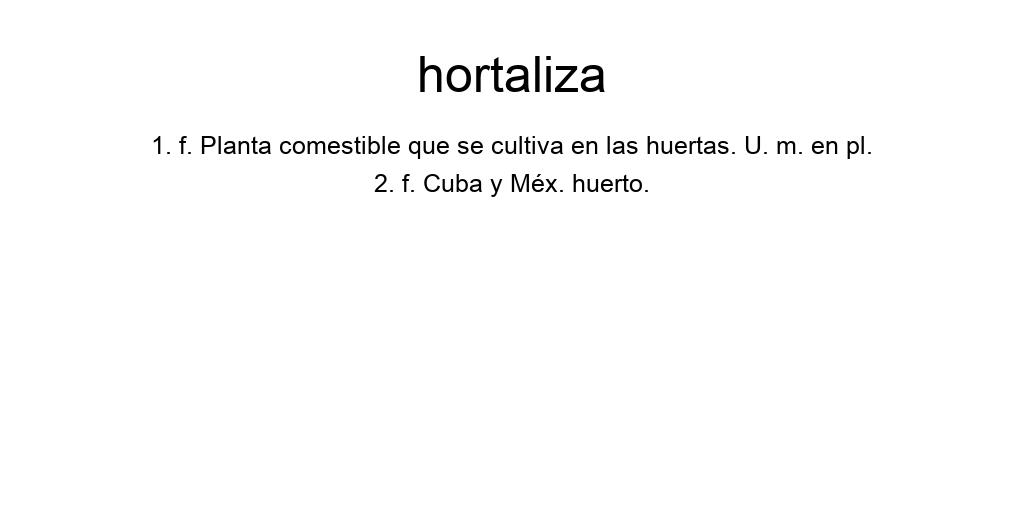 hortaliza
1. f. Planta comestible que se cultiva en las huertas. U. m. en pl.
2. f. Cuba y Méx. huerto.